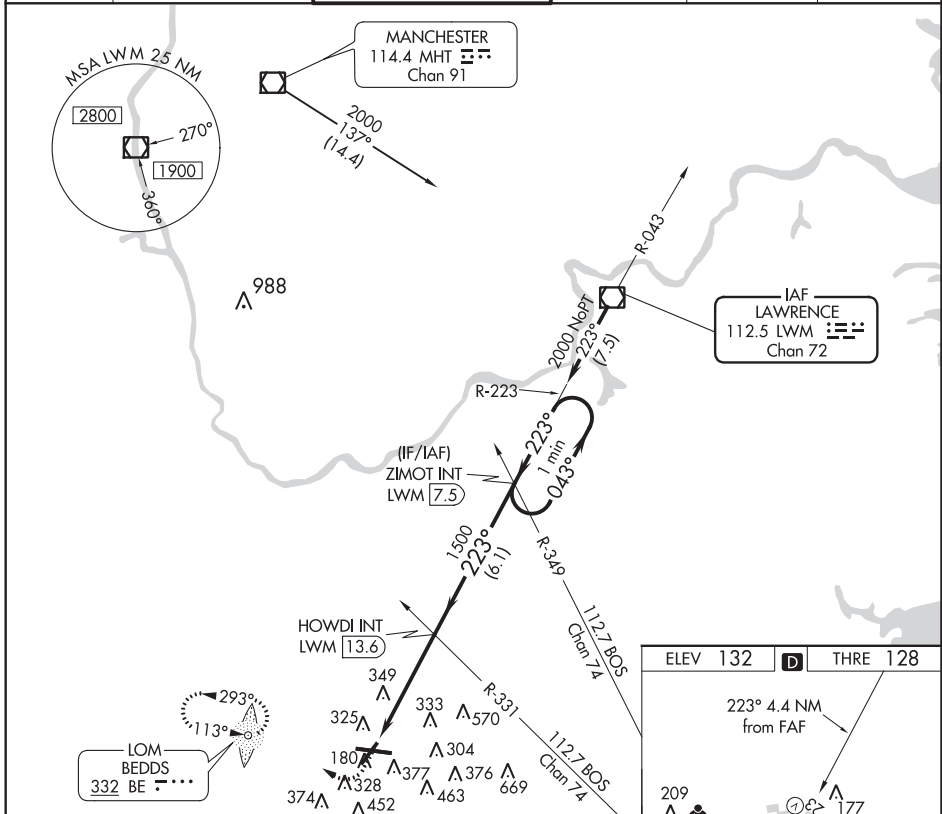 MANCHESTER
114.4 MHT
Chan 91
MSA LWM 25 NM
2800
270°
1900
360°
2000
137°
(14.4)
988
R-043
IAF
LAWRENCE
112.5 LWM
Chan 72
2000 NoPT
223°
(7.5)
R-223
223°
1 min
043°
(IF/IAF)
ZIMOT INT
LWM 7.5
1500
223°
(6.1)
R-349
112.7 BOS
Chan 74
HOWDI INT
LWM 13.6
R-331
112.7 BOS
Chan 74
349
325
333
570
304
180
377
376
669
328
463
374
452
293°
113°
LOM
BEDDS
332 BE
ELEV 132 D THRE 128
223° 4.4 NM
from FAF
209
177
23